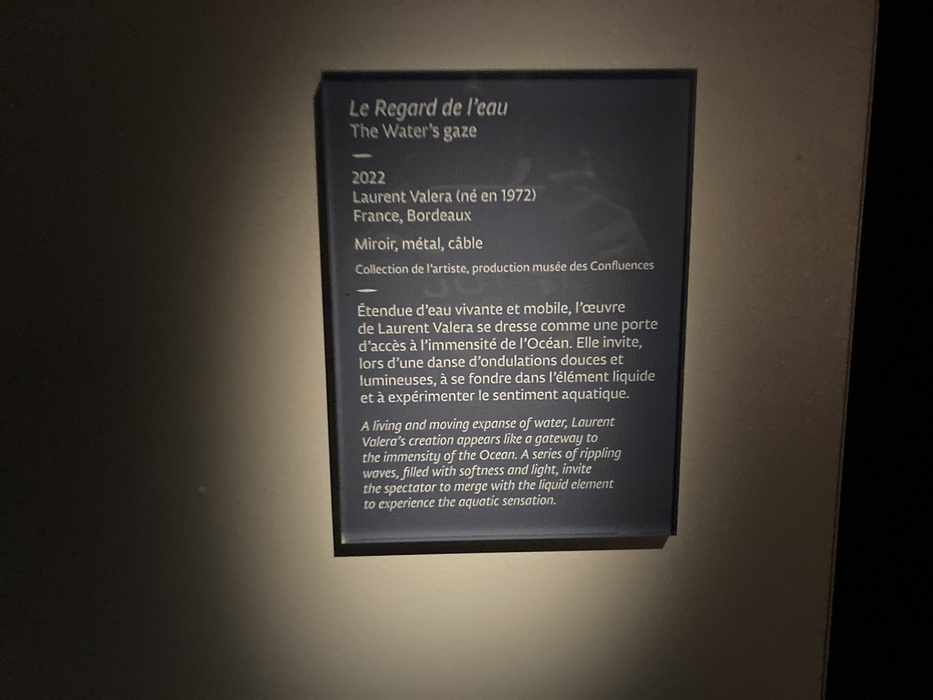 Le Regard de l'eau
The Water's gaze
2022
Laurent Valera (né en 1972)
France, Bordeaux
Miroir, métal, câble
Collection de l'artiste, production musée des Confluences
Étendue d'eau vivante et mobile, l'œuvre
de Laurent Valera se dresse comme une porte
d'accès à l'immensité de l'Océan. Elle invite,
lors d'une danse d'ondulations douces et
lumineuses, à se fondre dans l'élément liquide
et à expérimenter le sentiment aquatique.
A living and moving expanse of water, Laurent
Valera's creation appears like a gateway to
the immensity of the Ocean. A series of rippling
waves, filled with softness and light, invite
the spectator to merge with the liquid element
to experience the aquatic sensation.